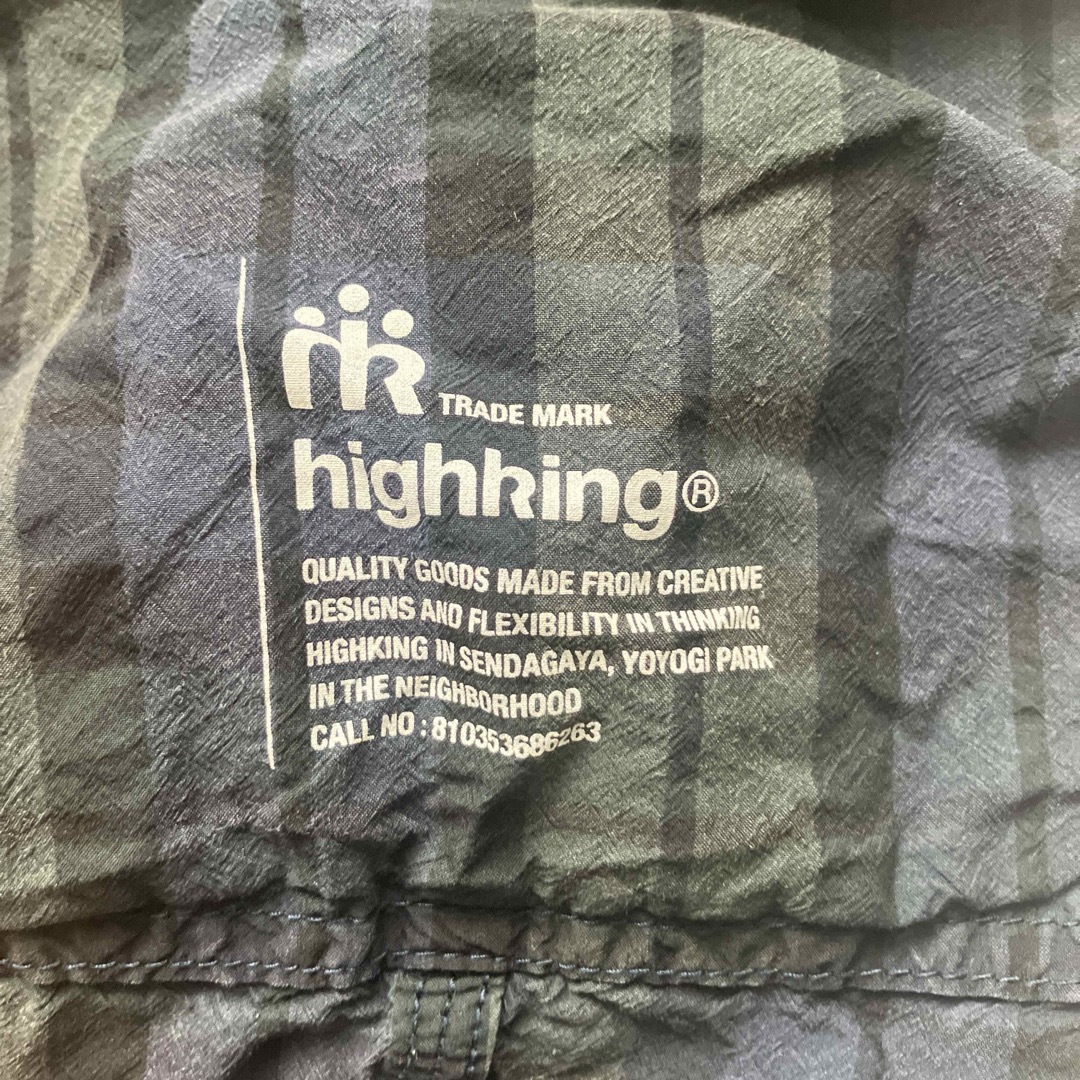 TRADE MARK
highking®
QUALITY GOODS MADE FROM CREATIVE
DESIGNS AND FLEXIBILITY IN THINKING
HIGHKING IN SENDAGAYA, YOYOGI PARK
IN THE NEIGHBORHOOD
CALL NO : 810353686263